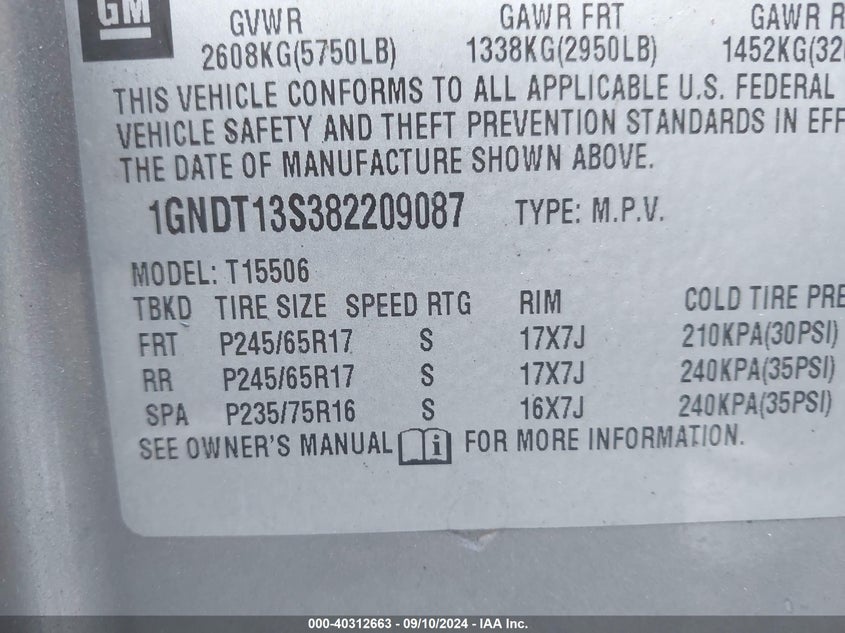 GM
GVWR GAWR FRT GAWR R
2608KG(5750LB) 1338KG(2950LB) 1452KG(32
THIS VEHICLE CONFORMS TO ALL APPLICABLE U.S. FEDERAL
VEHICLE SAFETY AND THEFT PREVENTION STANDARDS IN EFF
THE DATE OF MANUFACTURE SHOWN ABOVE.
1GNDT13S382209087 TYPE: M.P.V.
MODEL: T15506
TBKD TIRE SIZE SPEED RTG RIM COLD TIRE PRE
FRT P245/65R17 S 17X7J 210KPA(30PSI)
RR P245/65R17 S 17X7J 240KPA(35PSI)
SPA P235/75R16 S 16X7J 240KPA(35PSI)
SEE OWNER'S MANUAL i FOR MORE INFORMATION.
000-40312663 - 09/10/2024 - IAA Inc.